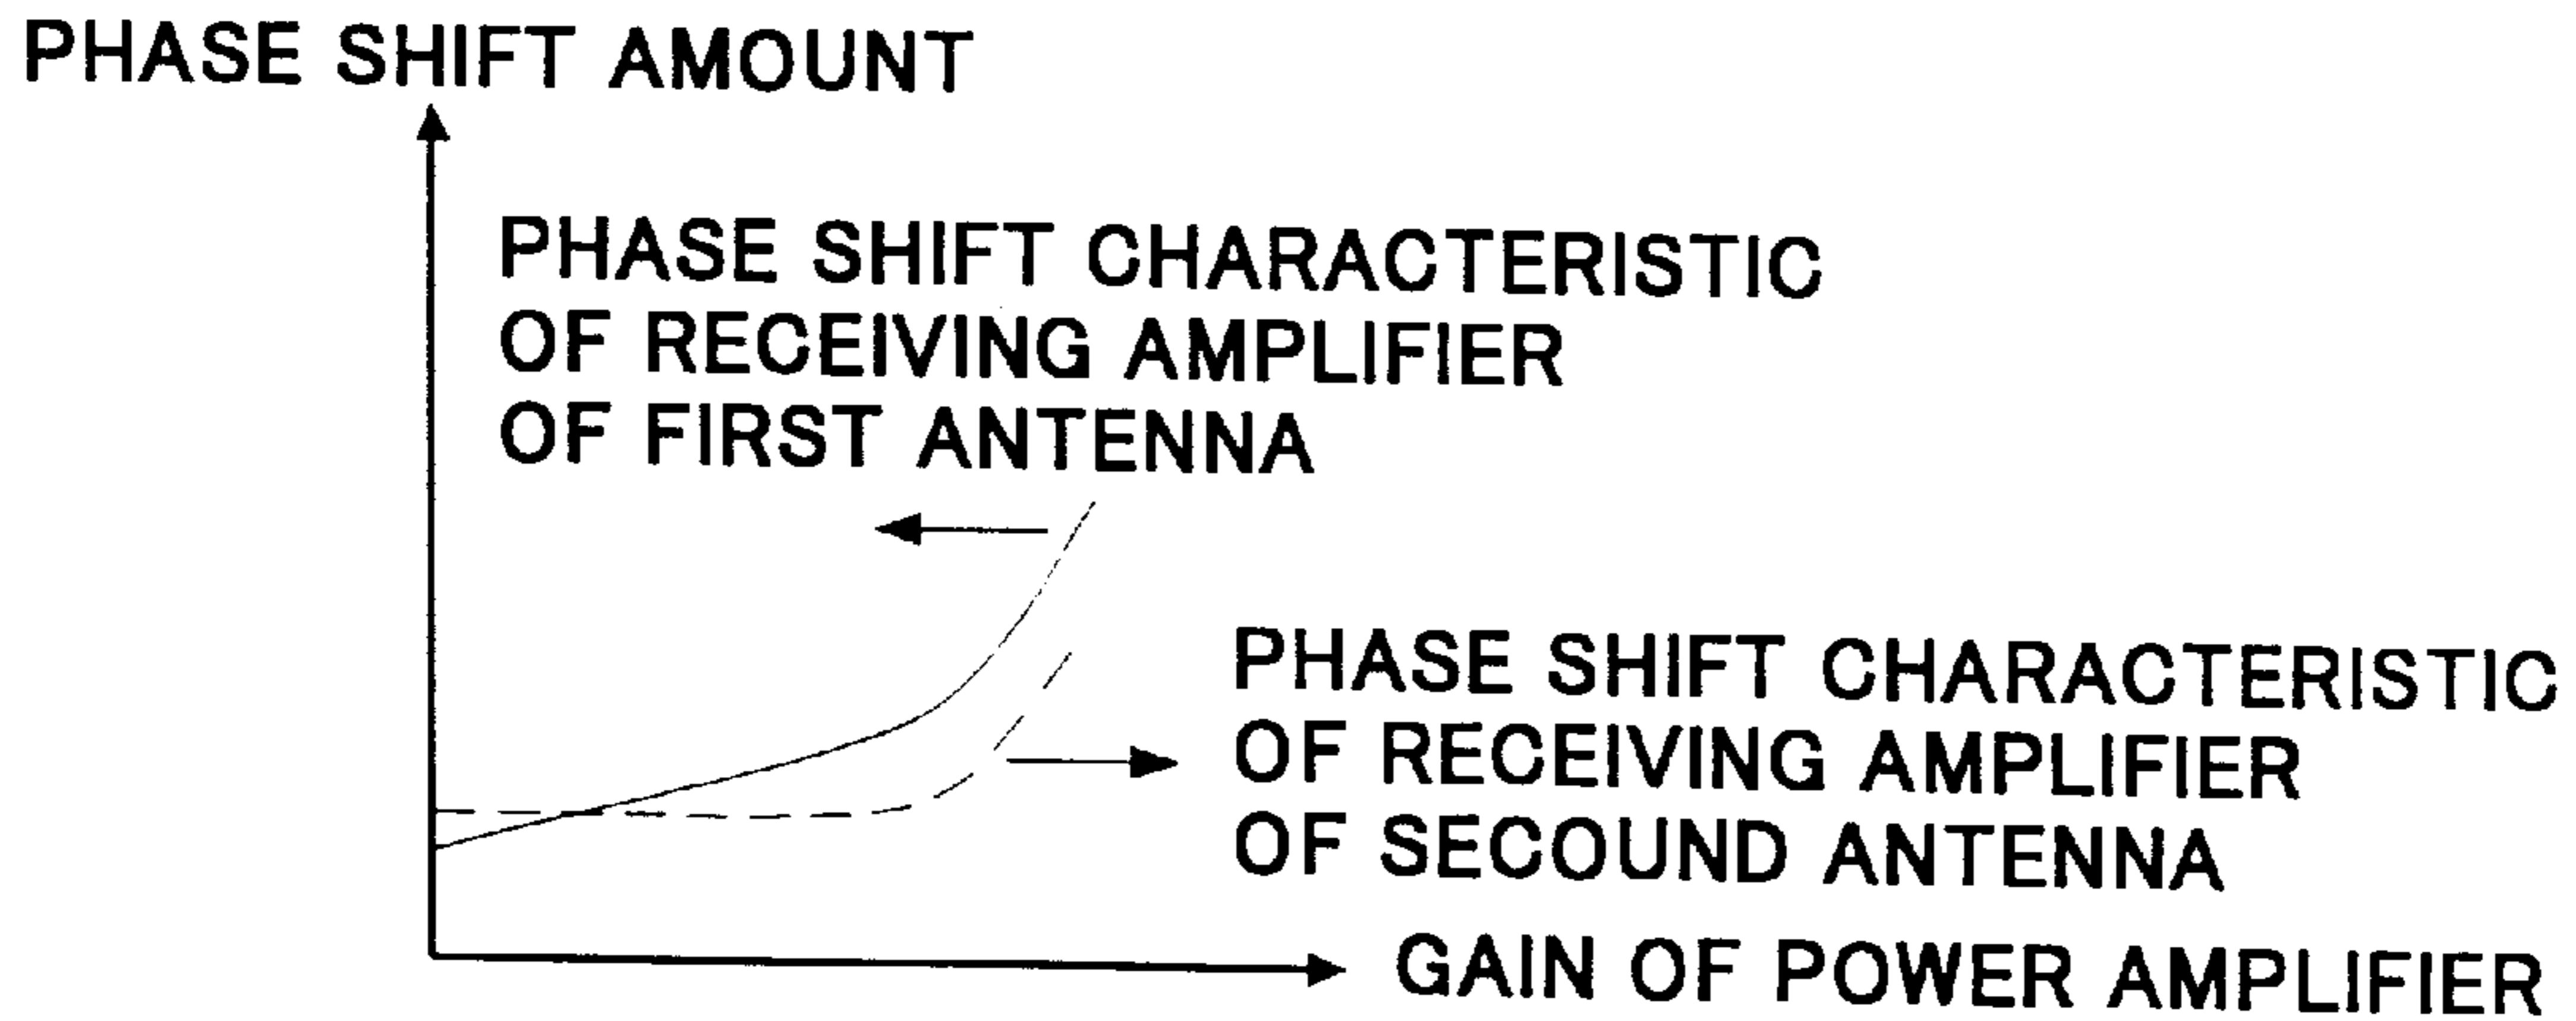 PHASE SHIFT AMOUNT
PHASE SHIFT CHARACTERISTIC
OF RECEIVING AMPLIFIER
OF FIRST ANTENNA
PHASE SHIFT CHARACTERISTIC
OF RECEIVING AMPLIFIER
OF SECOUND ANTENNA
GAIN OF POWER AMPLIFIER